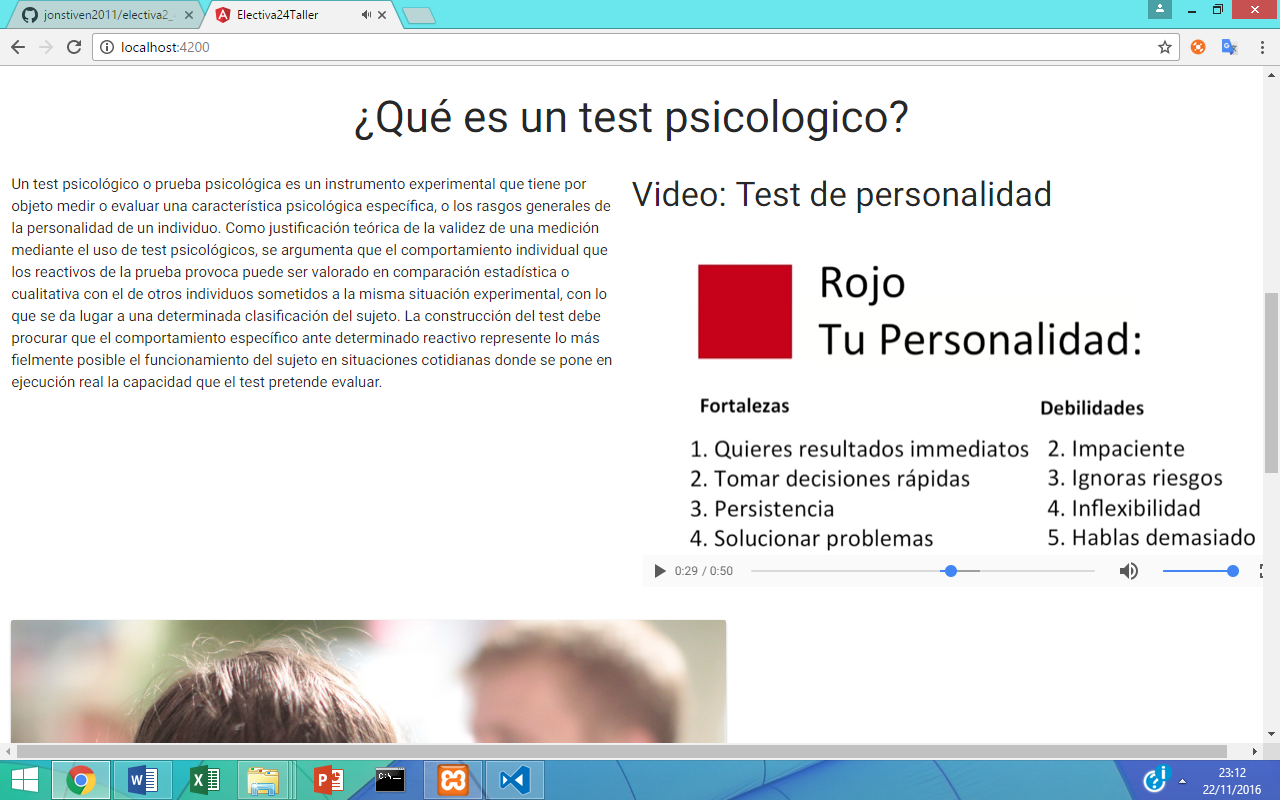 jonstiven2011/electiva2_
Electiva24Taller
localhost:4200
¿Qué es un test psicologico?
Un test psicológico o prueba psicológica es un instrumento experimental que tiene por
objeto medir o evaluar una característica psicológica específica, o los rasgos generales de
la personalidad de un individuo. Como justificación teórica de la validez de una medición
mediante el uso de test psicológicos, se argumenta que el comportamiento individual que
los reactivos de la prueba provoca puede ser valorado en comparación estadística o
cualitativa con el de otros individuos sometidos a la misma situación experimental, con lo
que se da lugar a una determinada clasificación del sujeto. La construcción del test debe
procurar que el comportamiento específico ante determinado reactivo represente lo más
fielmente posible el funcionamiento del sujeto en situaciones cotidianas donde se pone en
ejecución real la capacidad que el test pretende evaluar.
Video: Test de personalidad
Rojo
Tu Personalidad:
Fortalezas
1. Quieres resultados immediatos
2. Tomar decisiones rápidas
3. Persistencia
4. Solucionar problemas
Debilidades
2. Impaciente
3. Ignoras riesgos
4. Inflexibilidad
5. Hablas demasiado
0:29 / 0:50
23:12
22/11/2016